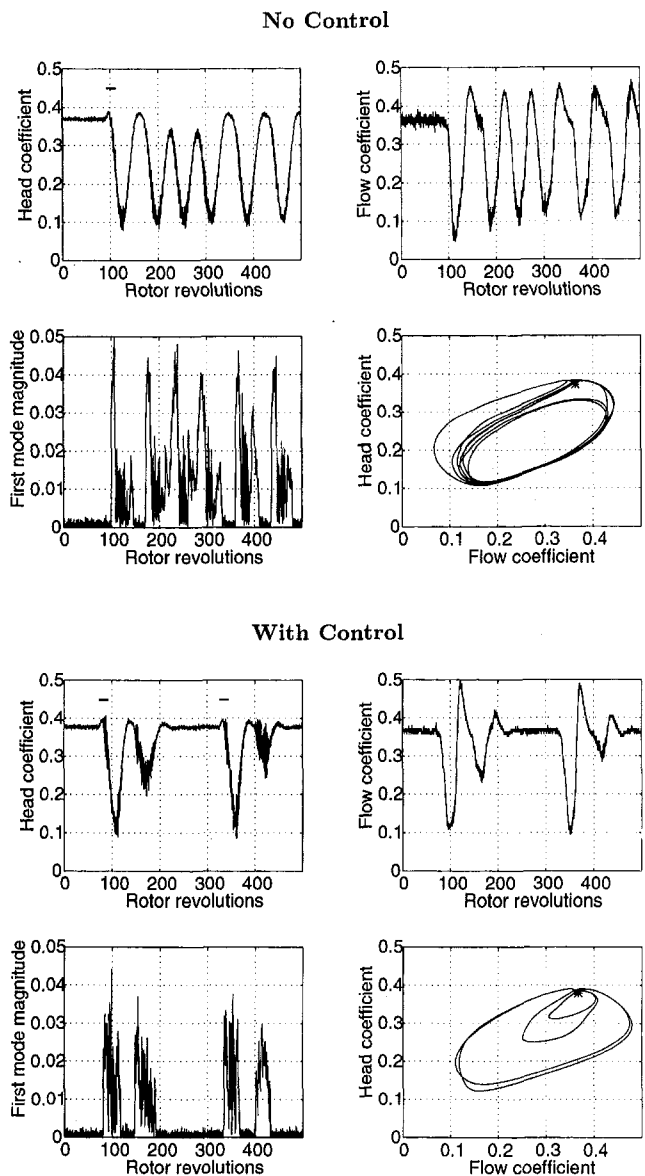 No Control
0.5
0.4
0.3
0.2
0.1
0
Head coefficient
0 100 200 300 400
Rotor revolutions
0.5
0.4
0.3
0.2
0.1
0
Flow coefficient
0 100 200 300 400
Rotor revolutions
0.05
0.04
0.03
0.02
0.01
0
First mode magnitude
0 100 200 300 400
Rotor revolutions
0.5
0.4
0.3
0.2
0.1
0
Head coefficient
0 0.1 0.2 0.3 0.4
Flow coefficient
With Control
0.5
0.4
0.3
0.2
0.1
0
Head coefficient
0 100 200 300 400
Rotor revolutions
0.5
0.4
0.3
0.2
0.1
0
Flow coefficient
0 100 200 300 400
Rotor revolutions
0.05
0.04
0.03
0.02
0.01
0
First mode magnitude
0 100 200 300 400
Rotor revolutions
0.5
0.4
0.3
0.2
0.1
0
Head coefficient
0 0.1 0.2 0.3 0.4
Flow coefficient